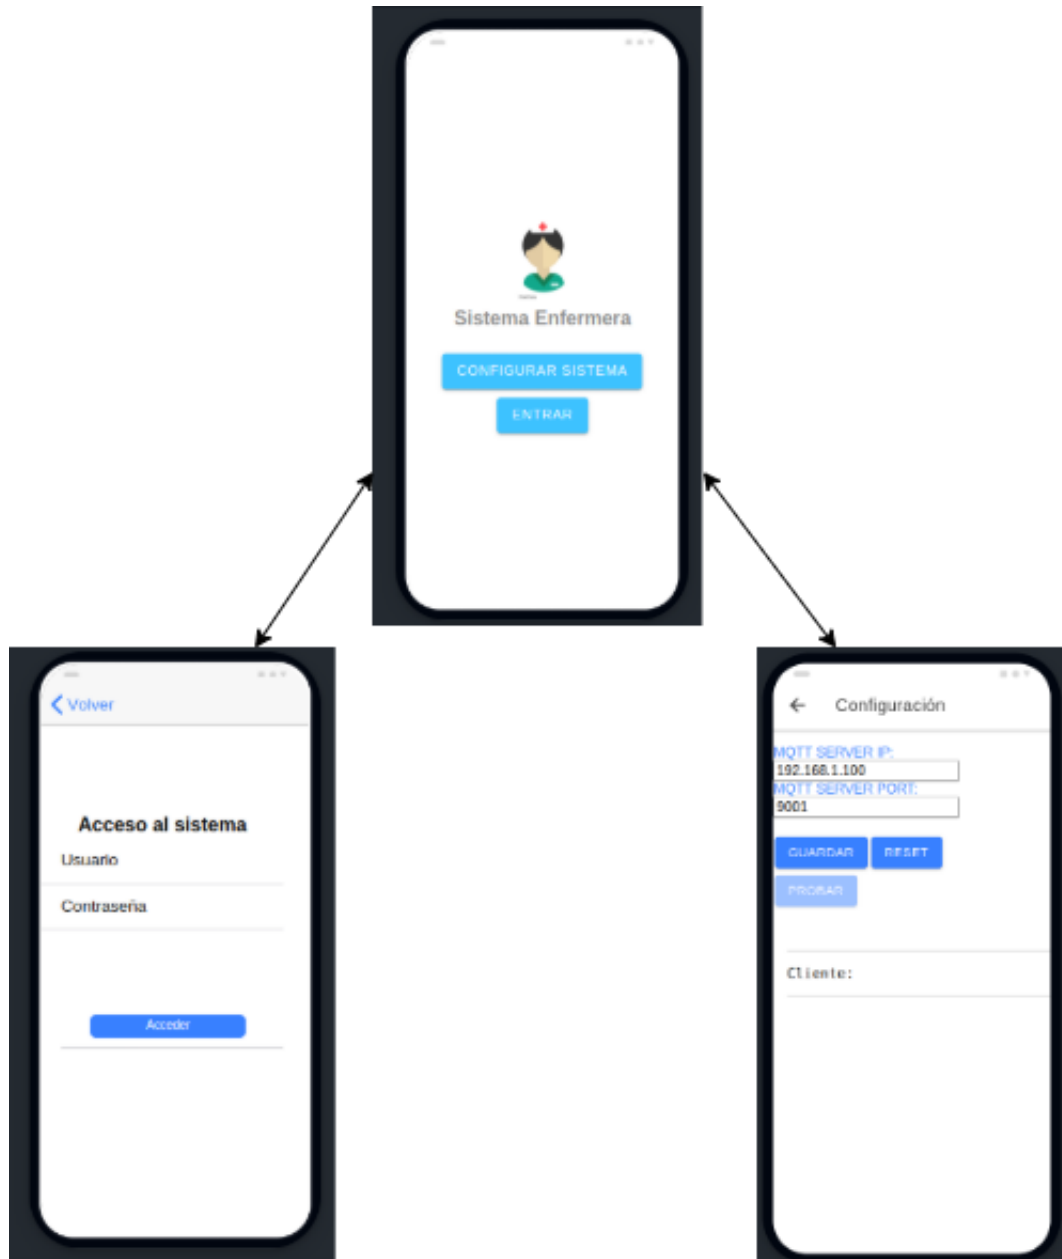 Sistema Enfermera
CONFIGURAR SISTEMA
ENTRAR
Volver
Acceso al sistema
Usuario
Contraseña
Acceder
Configuración
MQTT SERVER IP:
192.168.1.100
MQTT SERVER PORT:
9001
GUARDAR RESET
PROBAR
Cliente: